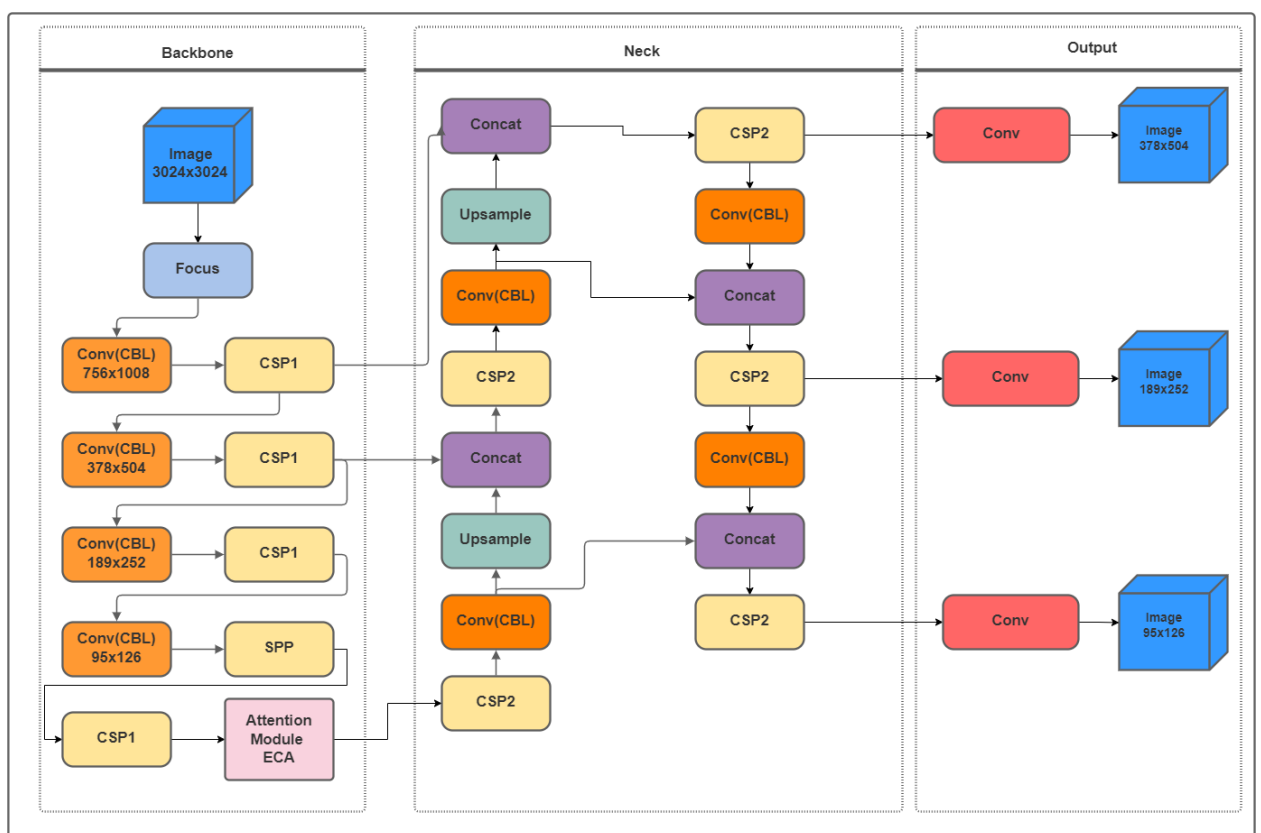 Backbone
Image
3024x3024
Focus
Conv(CBL)
756x1008
CSP1
Conv(CBL)
378x504
CSP1
Conv(CBL)
189x252
CSP1
Conv(CBL)
95x126
SPP
CSP1
Attention
Module
ECA
Neck
Concat
Upsample
Conv(CBL)
CSP2
Concat
Upsample
Conv(CBL)
CSP2
CSP2
Conv(CBL)
Concat
CSP2
Conv(CBL)
Concat
CSP2
Output
Conv
Image
378x504
Conv
Image
189x252
Conv
Image
95x126